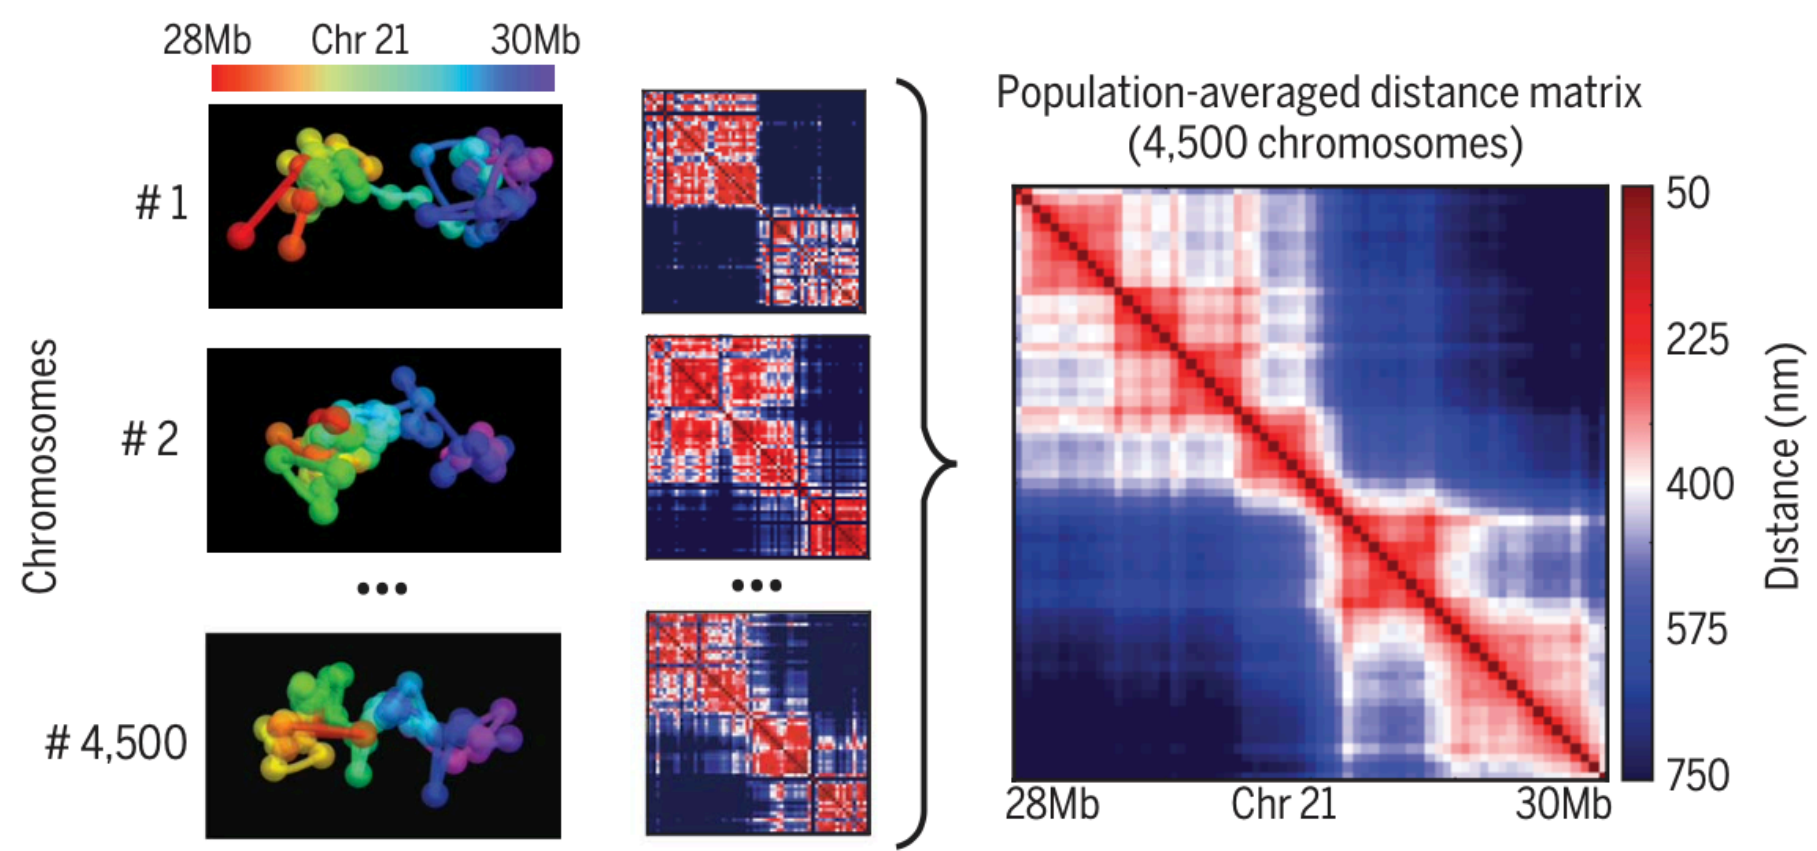 28Mb Chr 21 30Mb
Chromosomes
# 1
# 2
•••
# 4,500
•••
Population-averaged distance matrix
(4,500 chromosomes)
50
225
400
575
750
Distance (nm)
28Mb Chr 21 30Mb